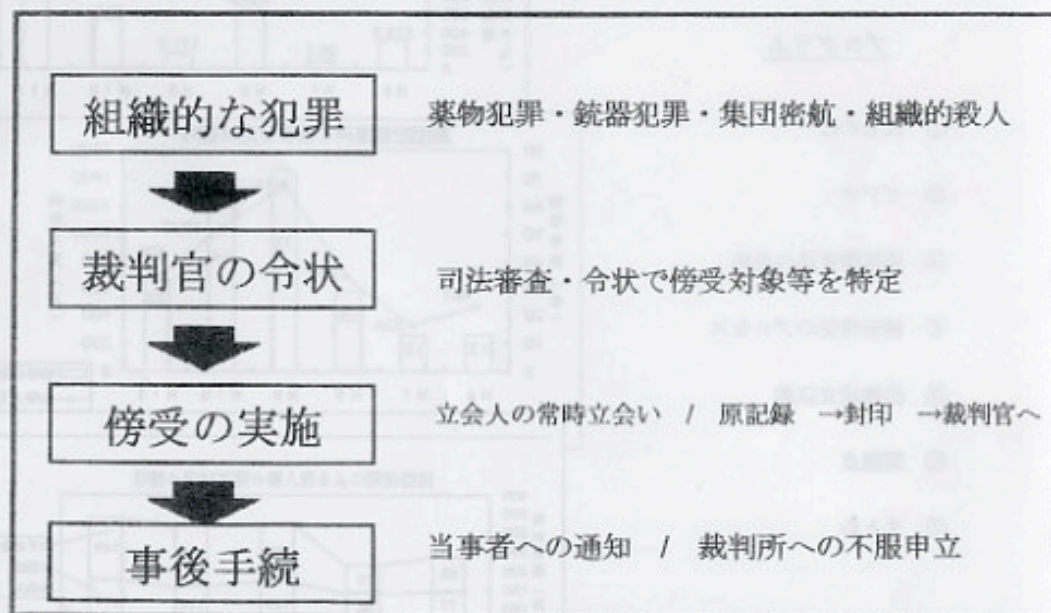 組織的な犯罪 薬物犯罪・銃器犯罪・集団密航・組織的殺人
裁判官の令状 司法審査・令状で傍受対象等を特定
傍受の実施 立会人の常時立会い / 原記録 →封印 →裁判官へ
事後手続 当事者への通知 / 裁判所への不服申立